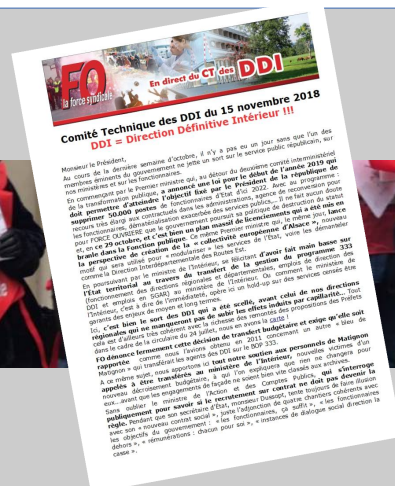 FO
la force syndicale
En direct du CT des DDI
Comité Technique des DDI du 15 novembre 2018
DDI = Direction Définitive Intérieur !!!
Monsieur le Président,
Au cours de la dernière semaine d'octobre, il n'y a pas eu un jour sans que l'un des
membres éminents du gouvernement ne jette un sort sur le service public républicain, sur
nos ministères et sur les fonctionnaires.
En commençant par le Premier ministre qui, au détour du deuxième comité interministériel
de la transformation publique, a annoncé une loi pour le début de l'année 2019 qui
doit permettre d'atteindre l'objectif fixé par le Président de la république de
supprimer 50.000 postes de fonctionnaires d'Etat d'ici 2022. Avec au programme :
recours très élargi aux contractuels dans les administrations, agence de reconversion pour
les fonctionnaires, dématérialisation exacerbée des services publics... Il ne fait aucun doute
pour FORCE OUVRIERE que le gouvernement poursuit sa politique de destruction du statut
et, en ce 29 octobre, et c'est bien un plan massif de licenciements qui a été mis en
branle dans la Fonction publique. Ce même Premier ministre qui, le même jour, lance
la perspective de création de la « collectivité européenne d'Alsace », nouveau
motif qui sera utilisé pour « modulariser » les services de l'Etat, voire les démanteler
comme la Direction Interdépartementale des Routes Est.
En poursuivant par le ministre de l'Intérieur, se félicitant d'avoir fait main basse sur
l'État territorial au travers du transfert de la gestion du programme 333
(fonctionnement des directions régionales et départementales, emplois de direction des
DDI et emplois en SGAR) au ministère de l'Intérieur. Ou comment le ministère de
l'Intérieur, c'est à dire de l'immédiateté, opère ici un hold-up sur des services censés être
garants des enjeux de moyen et long termes.
Ici, c'est bien le sort des DDI qui a été scellé, avant celui de nos directions
régionales qui ne manqueront pas de subir les effets induits par capillarité... Tout
cela est d'ailleurs très cohérent avec la richesse des remontées des propositions des Préfets
dans le cadre de la circulaire du 24 juillet, nous en avons la carte !
FO dénonce fermement cette décision de transfert budgétaire et exige qu'elle soit
rapportée comme nous l'avions obtenu en 2011 concernant un autre « bleu de
Matignon » qui transférait les agents des DDI sur le BOP 333.
A ce même sujet, nous apportons ici tout notre soutien aux personnels de Matignon
appelés à être transférés au ministère de l'Intérieur, nouvelles victimes d'un
nouveau décroisement budgétaire, à qui l'on expliquera que rien ne changera pour
eux...avant que les engagements de façade ne soient bien vite classés aux archives.
Sans oublier le ministre de l'Action et des Comptes Publics, qui s'interroge
publiquement pour savoir si le recrutement sur contrat ne doit pas devenir la
règle. Pendant que son secrétaire d'État, monsieur Dussopt, tente toujours de faire illusion
avec son « nouveau contrat social », juste l'adjonction de quatre chantiers cohérents avec
les objectifs du gouvernement : « les fonctionnaires, ça suffit », « les fonctionnaires
dehors », « rémunérations : chacun pour soi », « instances de dialogue social direction la
casse ».